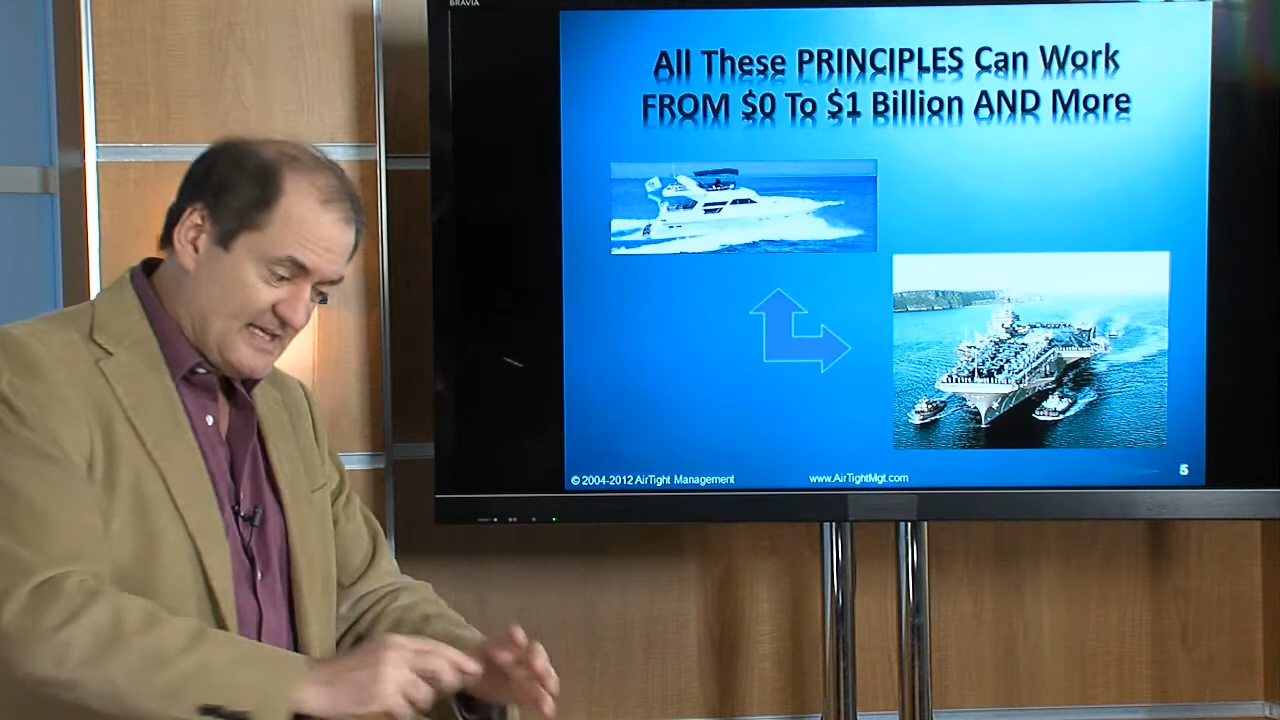 BRAVIA
All These PRINCIPLES Can Work
FROM $0 To $1 Billion AND More
© 2004-2012 AirTight Management
www.AirTightMgt.com
5